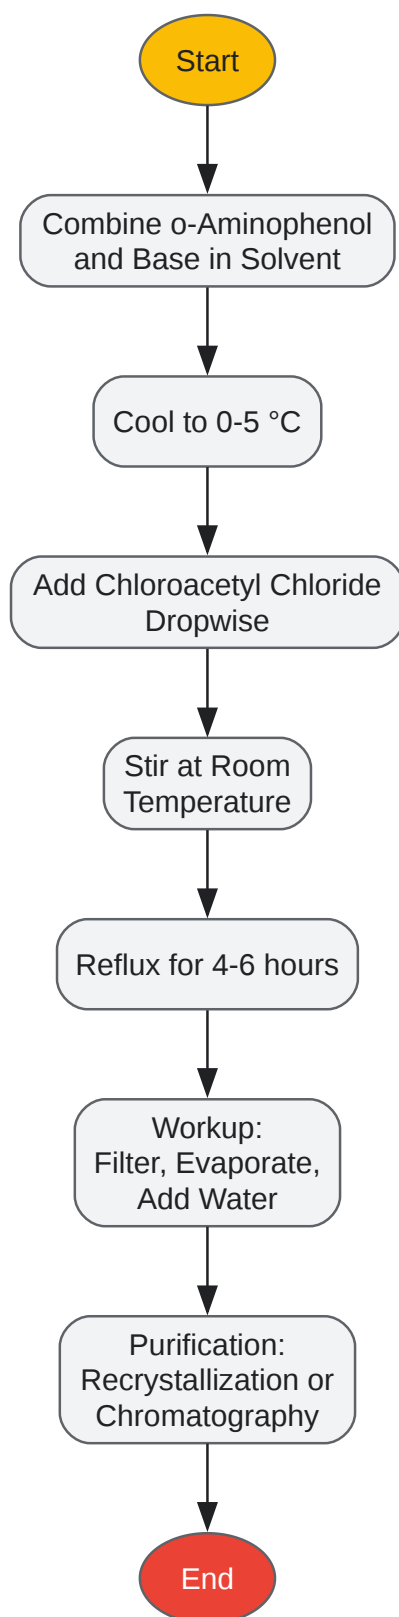 Start
Combine o-Aminophenol
and Base in Solvent
Cool to 0-5 °C
Add Chloroacetyl Chloride
Dropwise
Stir at Room
Temperature
Reflux for 4-6 hours
Workup:
Filter, Evaporate,
Add Water
Purification:
Recrystallization or
Chromatography
End